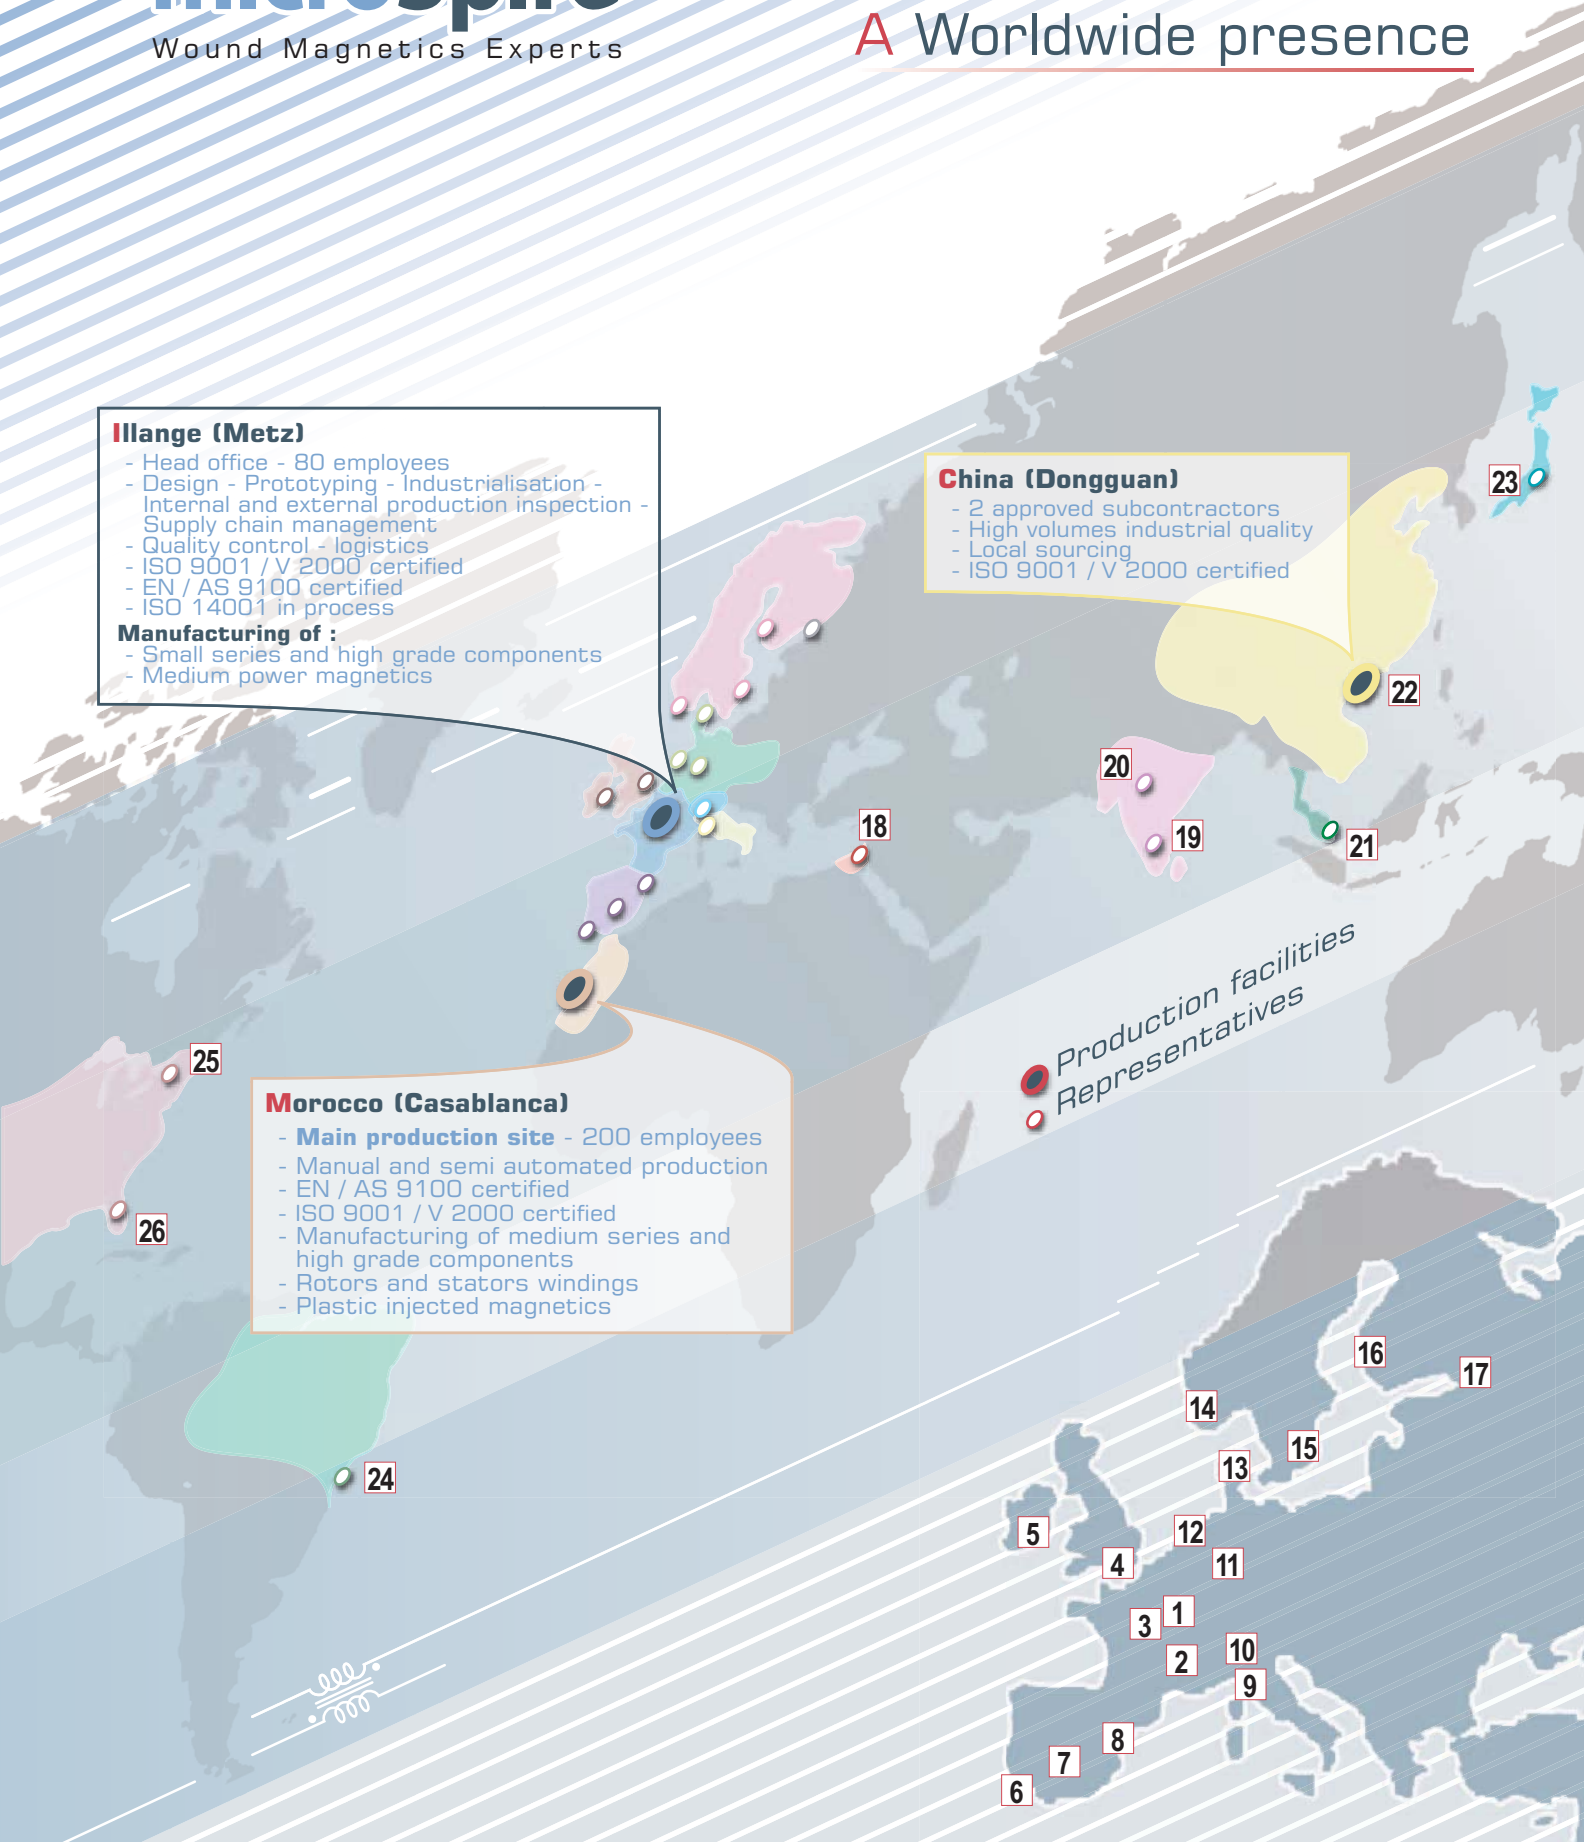 microspire
Wound Magnetics Experts
A Worldwide presence
Illange (Metz)
- Head office - 80 employees
- Design - Prototyping - Industrialisation -
Internal and external production inspection -
Supply chain management
- Quality control - logistics
- ISO 9001 / V 2000 certified
- EN / AS 9100 certified
- ISO 14001 in process
Manufacturing of :
- Small series and high grade components
- Medium power magnetics
China (Dongguan)
- 2 approved subcontractors
- High volumes industrial quality
- Local sourcing
- ISO 9001 / V 2000 certified
23
22
20
18
19
21
Production facilities
Representatives
25
26
Morocco (Casablanca)
- Main production site - 200 employees
- Manual and semi automated production
- EN / AS 9100 certified
- ISO 9001 / V 2000 certified
- Manufacturing of medium series and
high grade components
- Rotors and stators windings
- Plastic injected magnetics
24
16
17
14
15
13
12
5
4
11
1
3
10
2
9
8
7
6